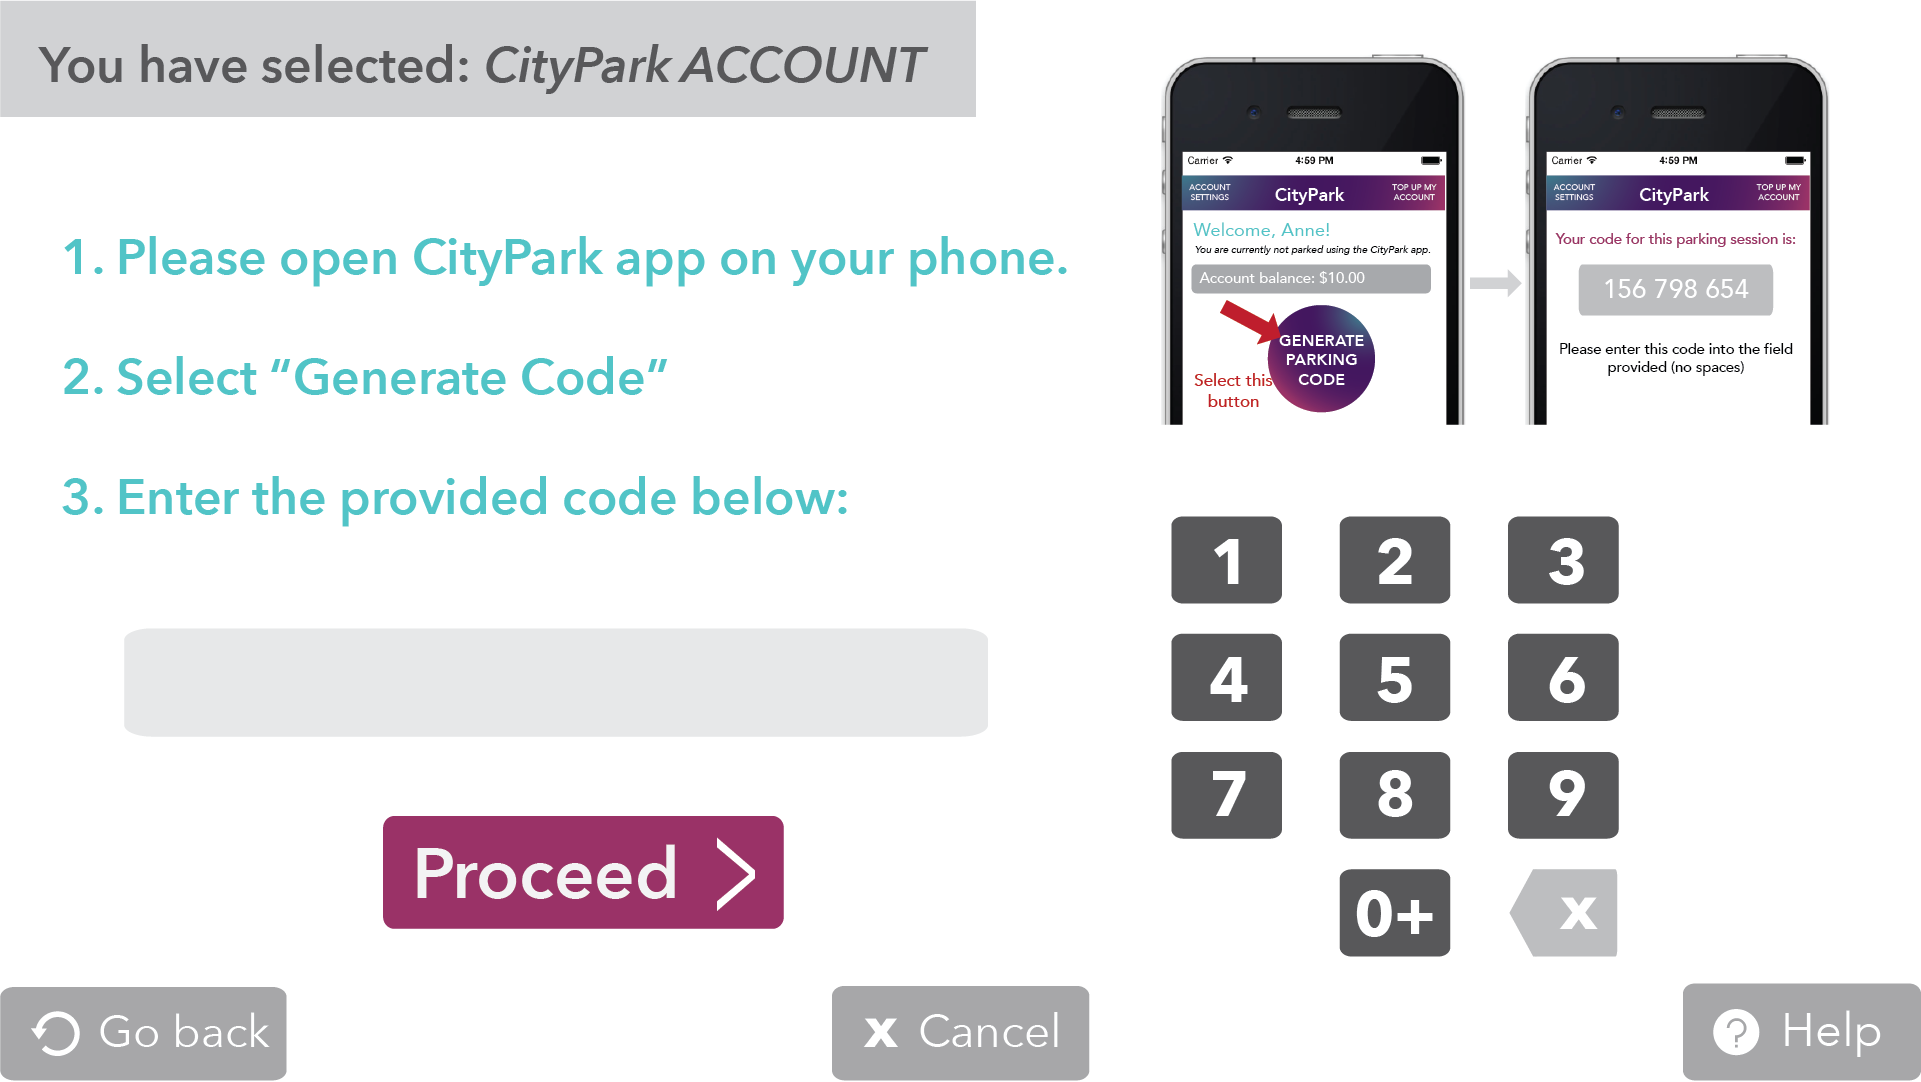 You have selected: CityPark ACCOUNT
1. Please open CityPark app on your phone.
2. Select “Generate Code”
3. Enter the provided code below:
Proceed
Carrier 4:59 PM
ACCOUNT SETTINGS
CityPark
TOP UP MY ACCOUNT
Welcome, Anne!
You are currently not parked using the CityPark app.
Account balance: $10.00
GENERATE
PARKING
CODE
Select this
button
Carrier 4:59 PM
ACCOUNT SETTINGS
CityPark
TOP UP MY ACCOUNT
Your code for this parking session is:
156 798 654
Please enter this code into the field
provided (no spaces)
1 2 3
4 5 6
7 8 9
0+ x
Go back
x Cancel
? Help